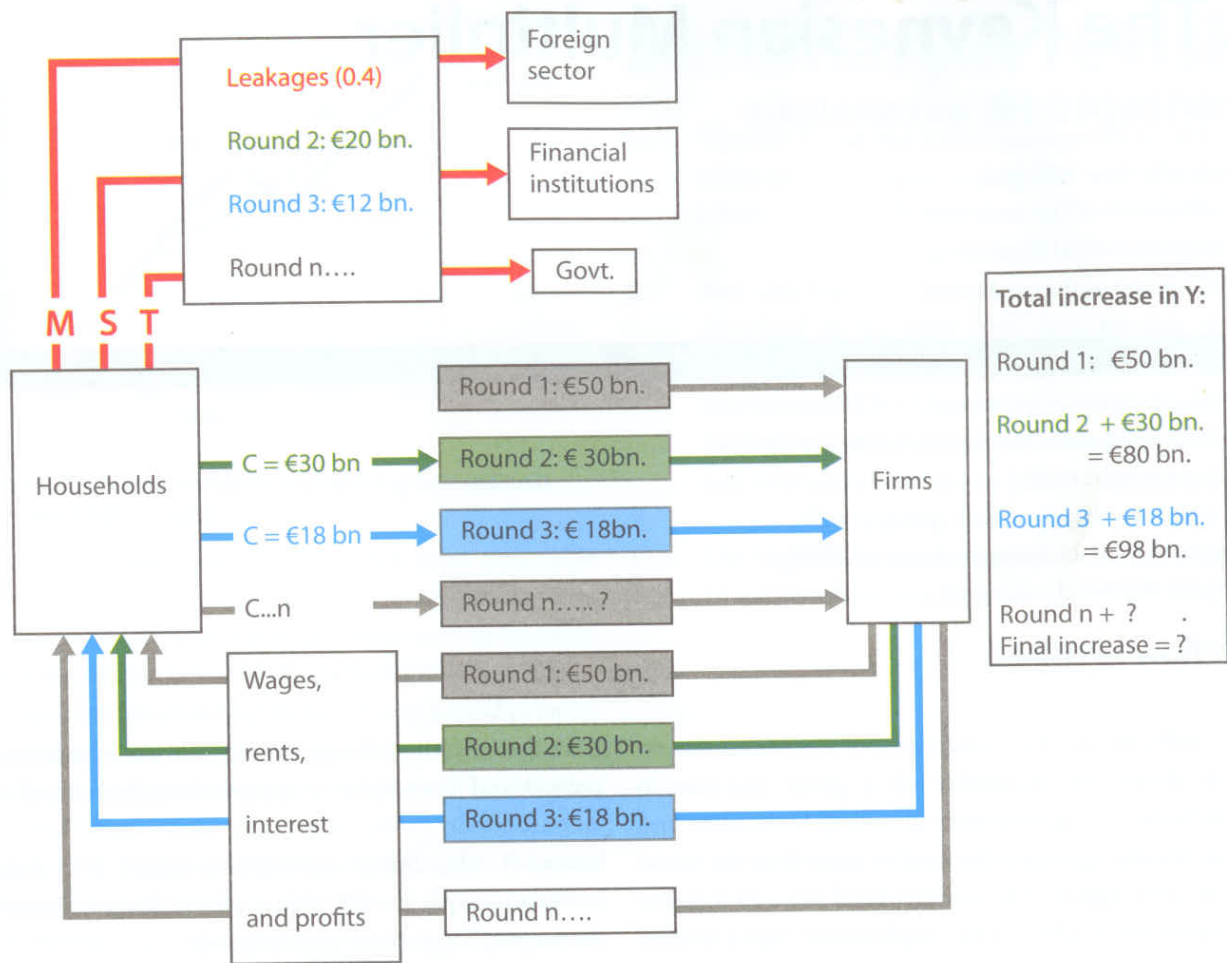 Leakages (0.4)
Round 2: €20 bn.
Round 3: €12 bn.
Round n....
Foreign
sector
Financial
institutions
Govt.
M S T
Households
C = €30 bn
C = €18 bn
C...n
Round 1: €50 bn.
Round 2: € 30bn.
Round 3: € 18bn.
Round n..... ?
Firms
Wages,
rents,
interest
and profits
Round 1: €50 bn.
Round 2: €30 bn.
Round 3: €18 bn.
Round n....
Total increase in Y:
Round 1: €50 bn.
Round 2 + €30 bn.
= €80 bn.
Round 3 + €18 bn.
= €98 bn.
Round n + ? .
Final increase = ?